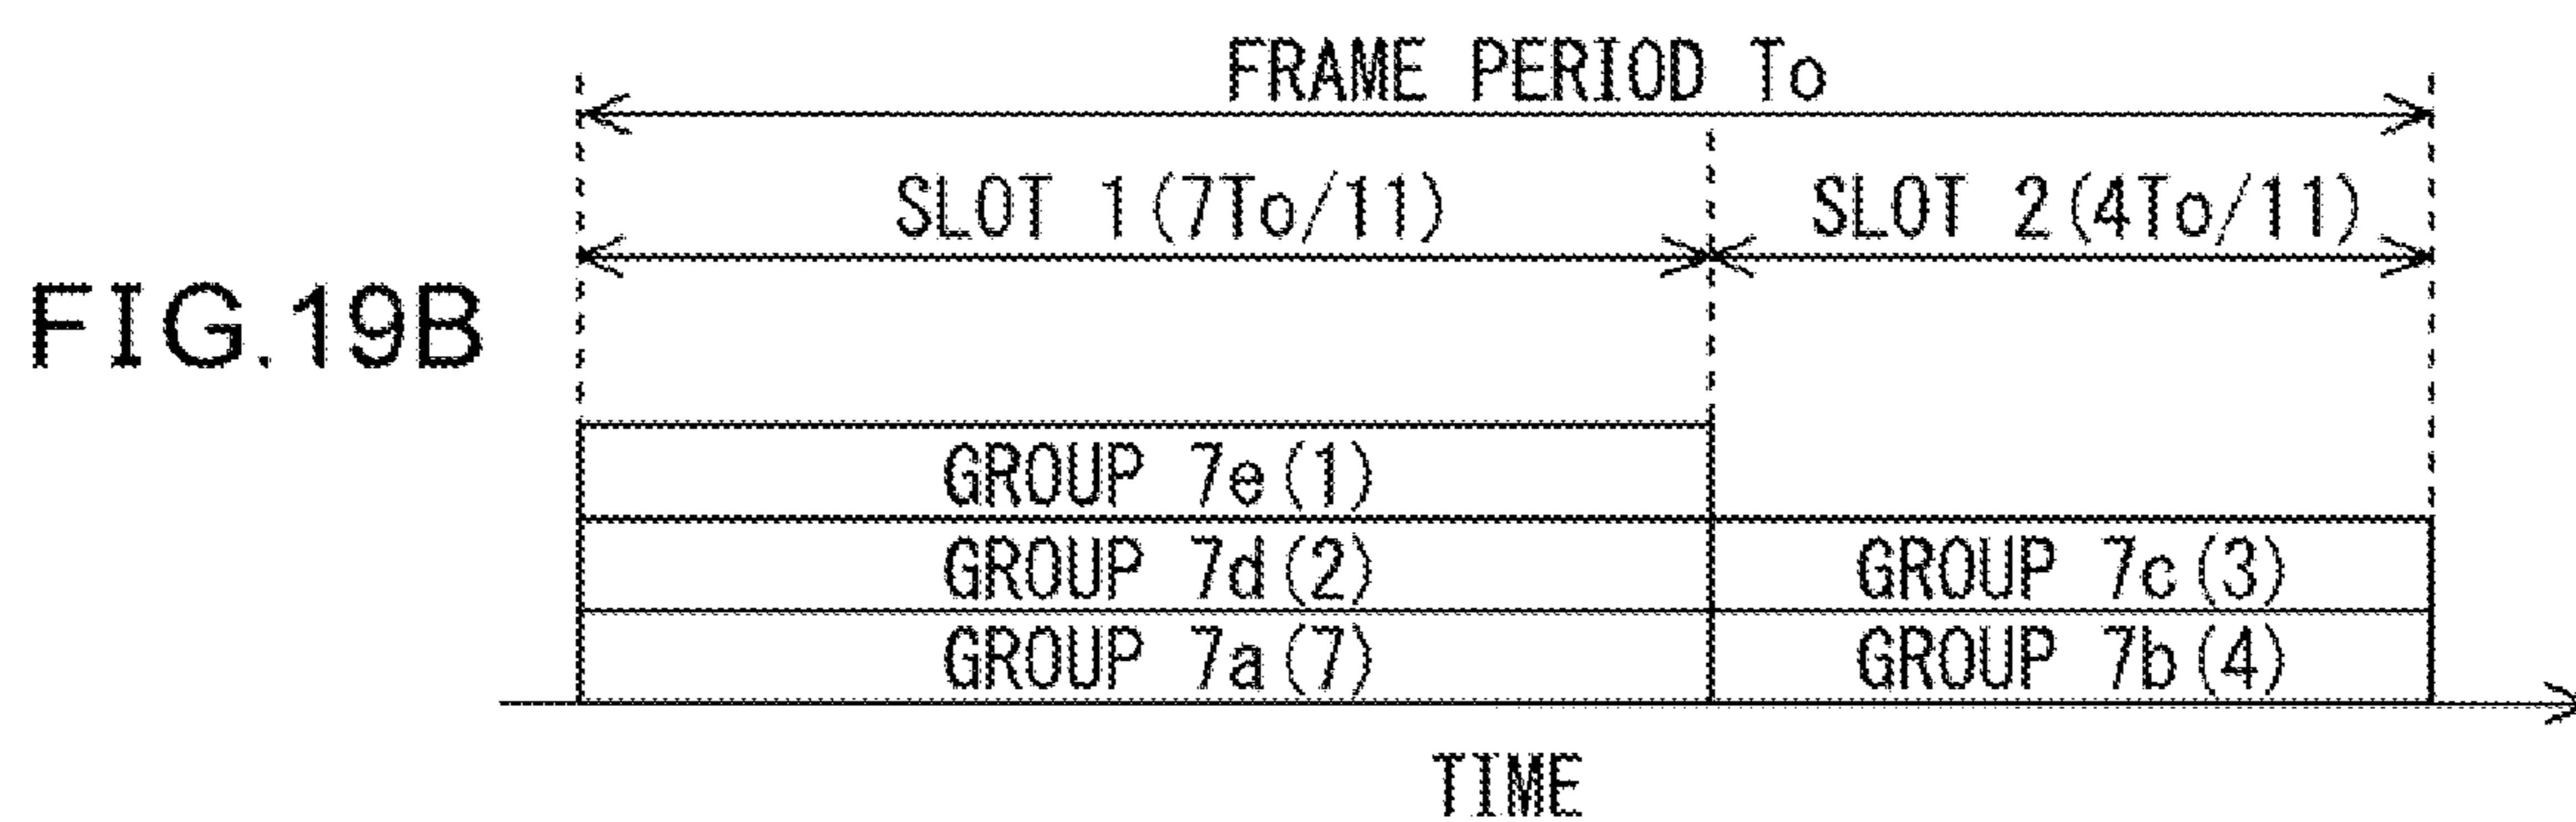 FRAME PERIOD To
SLOT 1(7To/11) SLOT 2(4To/11)
FIG.19B
GROUP 7e(1)
GROUP 7d(2) GROUP 7c(3)
GROUP 7a(7) GROUP 7b(4)
TIME